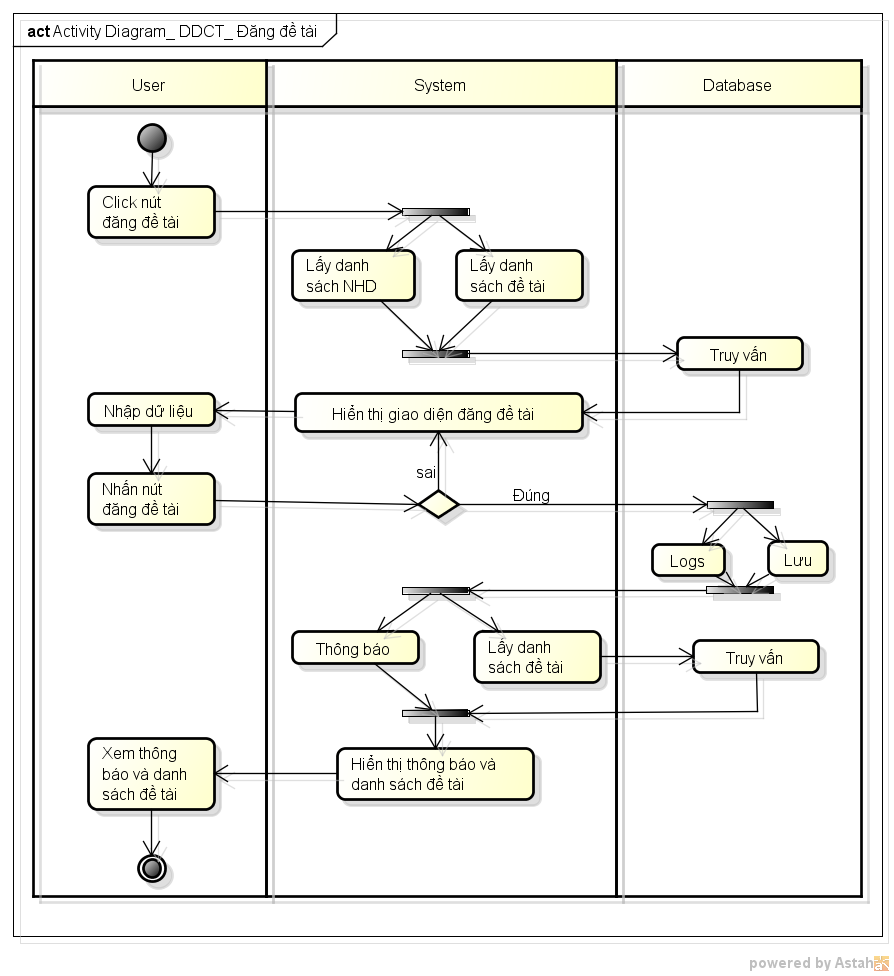 act Activity Diagram_ DDCT_ Đăng đề tài
User
System
Database
Click nút
đăng đề tài
Lấy danh
sách NHD
Lấy danh
sách đề tài
Truy vấn
Nhập dữ liệu
Hiển thị giao diện đăng đề tài
sai
Nhấn nút
đăng đề tài
Đúng
Logs
Lưu
Thông báo
Lấy danh
sách đề tài
Truy vấn
Xem thông
báo và danh
sách đề tài
Hiển thị thông báo và
danh sách đề tài
powered by Astah